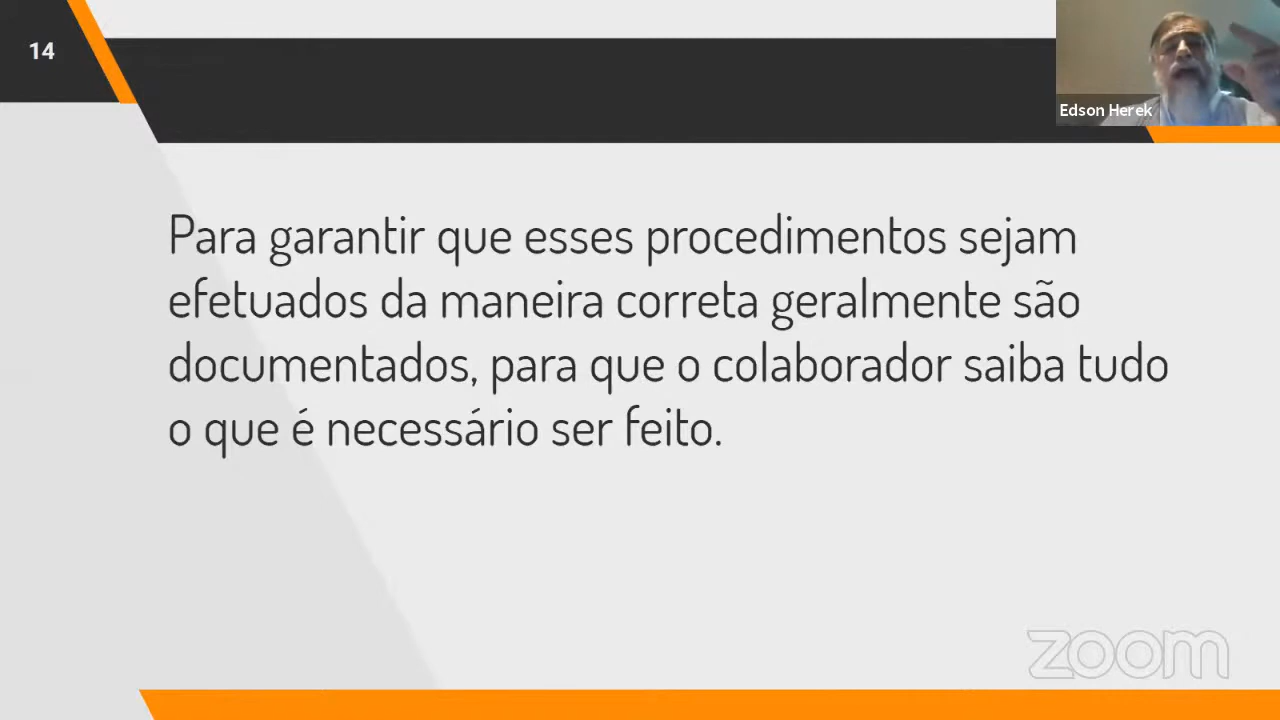 14
Edson Herek
Para garantir que esses procedimentos sejam
efetuados da maneira correta geralmente são
documentados, para que o colaborador saiba tudo
o que é necessário ser feito.
zoom